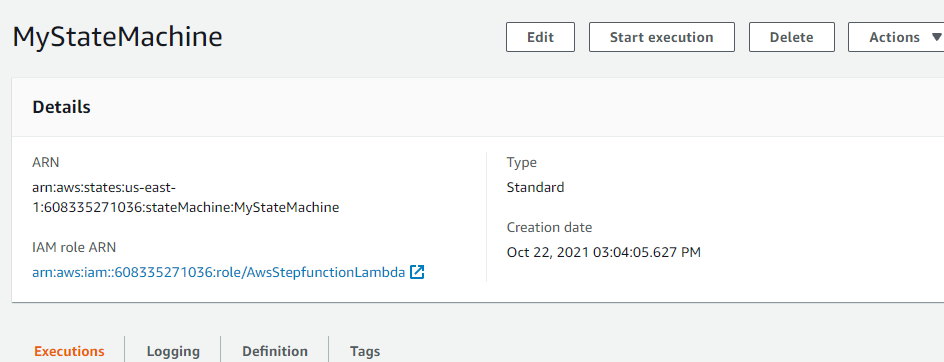 MyStateMachine
Edit
Start execution
Delete
Actions
Details
ARN
arn:aws:states:us-east-
1:608335271036:stateMachine:MyStateMachine
IAM role ARN
arn:aws:iam::608335271036:role/AwsStepfunctionLambda
Type
Standard
Creation date
Oct 22, 2021 03:04:05.627 PM
Executions
Logging
Definition
Tags